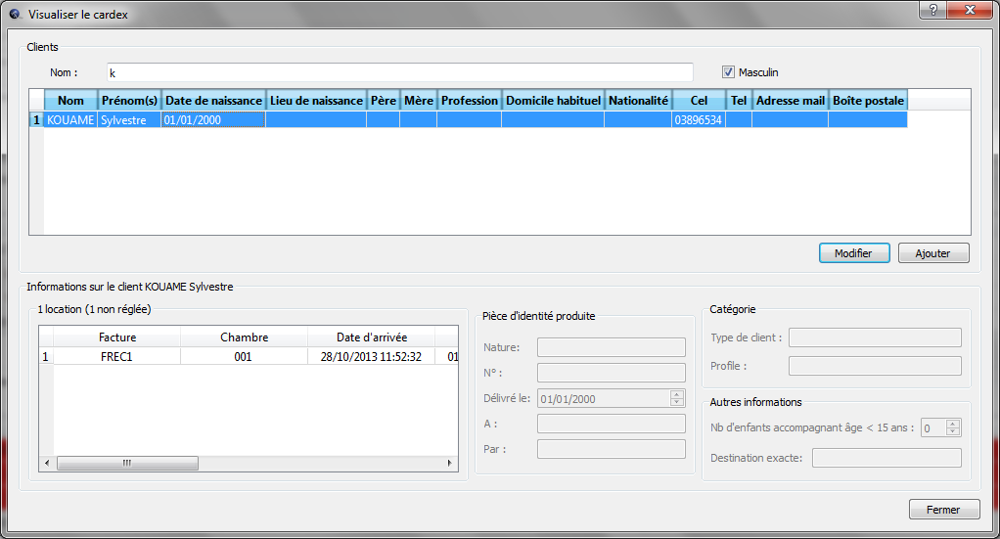 Visualiser le cardex
Clients
Nom : k Masculin
Nom Prénom(s) Date de naissance Lieu de naissance Père Mère Profession Domicile habituel Nationalité Cel Tel Adresse mail Boîte postale
1 KOUAME Sylvestre 01/01/2000 03896534
Modifier Ajouter
Informations sur le client KOUAME Sylvestre
1 location (1 non réglée)
Facture Chambre Date d'arrivée
1 FREC1 001 28/10/2013 11:52:32 01
Pièce d'identité produite
Nature:
N° :
Délivré le: 01/01/2000
A :
Par :
Catégorie
Type de client :
Profile :
Autres informations
Nb d'enfants accompagnant âge < 15 ans : 0
Destination exacte:
Fermer